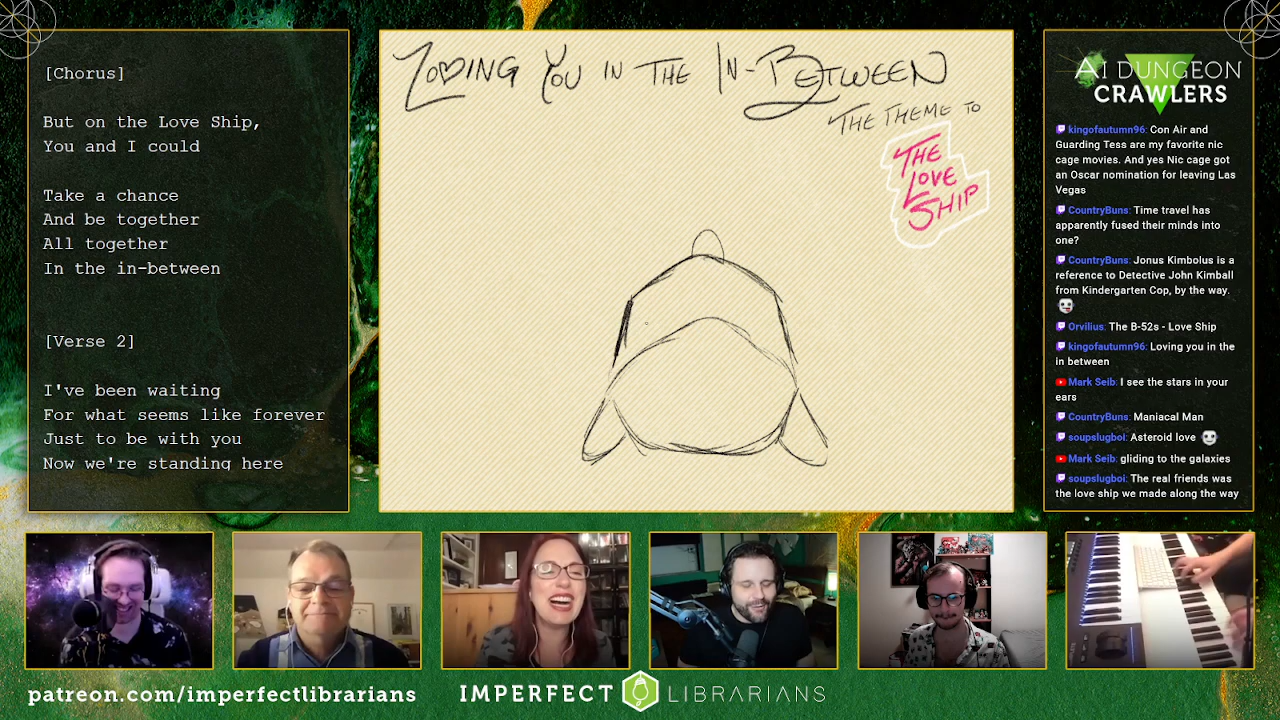 [Chorus]
But on the Love Ship,
You and I could
Take a chance
And be together
All together
In the in-between
[Verse 2]
I've been waiting
For what seems like forever
Just to be with you
Now we're standing here
LOVING YOU IN THE IN-BETWEEN
THE THEME TO
THE
LOVE
SHIP
AI DUNGEON
CRAWLERS
kingofautumn96: Con Air and
Guarding Tess are my favorite nic
cage movies. And yes Nic cage got
an Oscar nomination for leaving Las
Vegas
CountryBuns: Time travel has
apparently fused their minds into
one?
CountryBuns: Jonus Kimbolus is a
reference to Detective John Kimball
from Kindergarten Cop, by the way.
Orvilius: The B-52s - Love Ship
kingofautumn96: Loving you in the
in between
Mark Seib: I see the stars in your
ears
CountryBuns: Maniacal Man
soupslugboi: Asteroid love
Mark Seib: gliding to the galaxies
soupslugboi: The real friends was
the love ship we made along the way
patreon.com/imperfectlibrarians
IMPERFECT LIBRARIANS